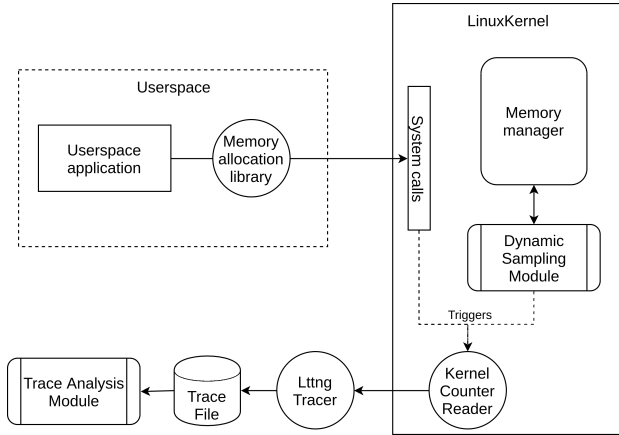 LinuxKernel
Userspace
Userspace
application
Memory
allocation
library
System calls
Memory
manager
Dynamic
Sampling
Module
Triggers
Trace Analysis
Module
Trace
File
Lttng
Tracer
Kernel
Counter
Reader